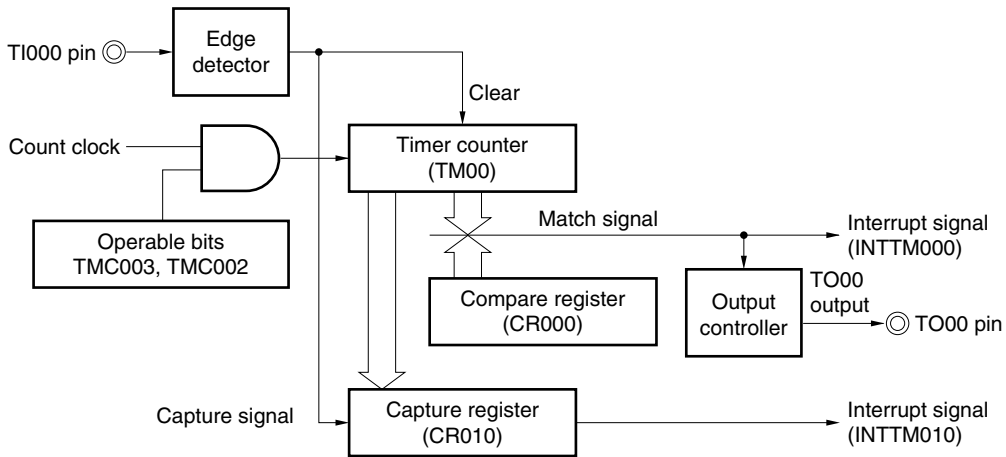 TI000 pin
Edge
detector
Clear
Count clock
Timer counter
(TM00)
Operable bits
TMC003, TMC002
Match signal
Interrupt signal
(INTTM000)
Compare register
(CR000)
Output
controller
TO00
output
TO00 pin
Capture signal
Capture register
(CR010)
Interrupt signal
(INTTM010)